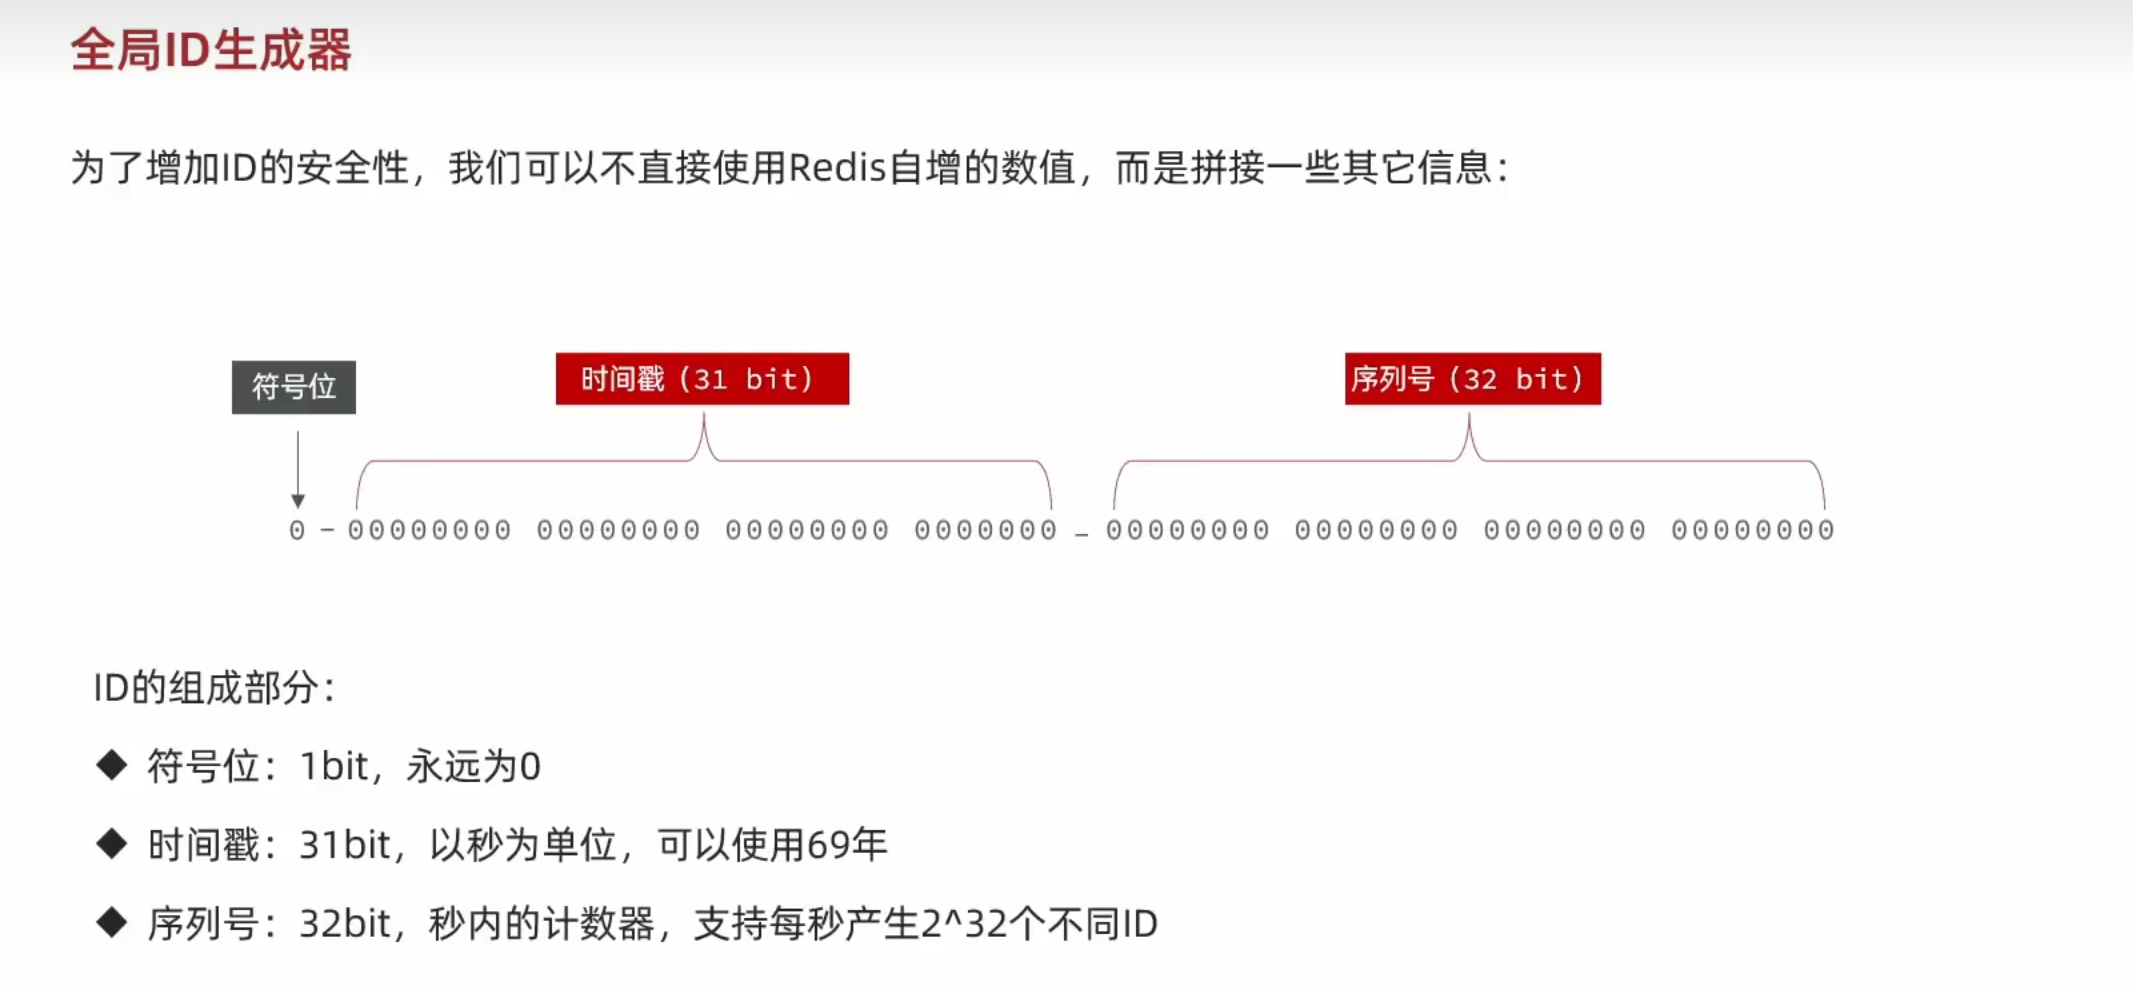 全局ID生成器
为了增加ID的安全性，我们可以不直接使用Redis自增的数值，而是拼接一些其它信息：
符号位
时间戳（31 bit）
序列号（32 bit）
0 – 00000000 00000000 00000000 0000000 – 00000000 00000000 00000000 00000000
ID的组成部分：
◆ 符号位：1bit，永远为0
◆ 时间戳：31bit，以秒为单位，可以使用69年
◆ 序列号：32bit，秒内的计数器，支持每秒产生2^32个不同ID